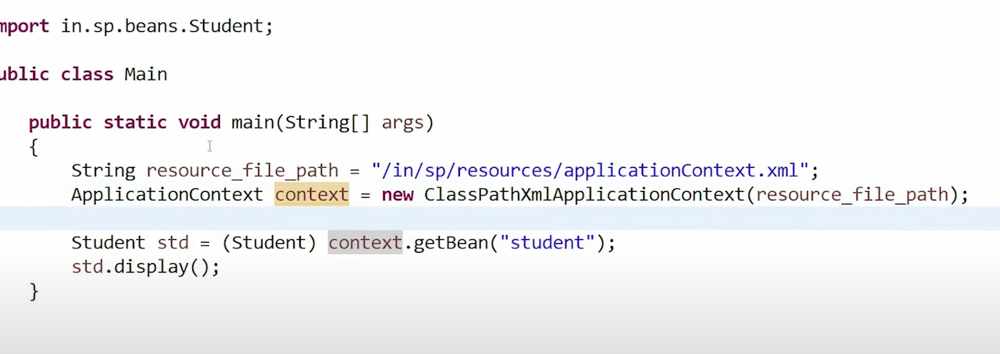 mport in.sp.beans.Student;
ublic class Main
public static void main(String[] args)
{
String resource_file_path = "/in/sp/resources/applicationContext.xml";
ApplicationContext context = new ClassPathXmlApplicationContext(resource_file_path);
Student std = (Student) context.getBean("student");
std.display();
}